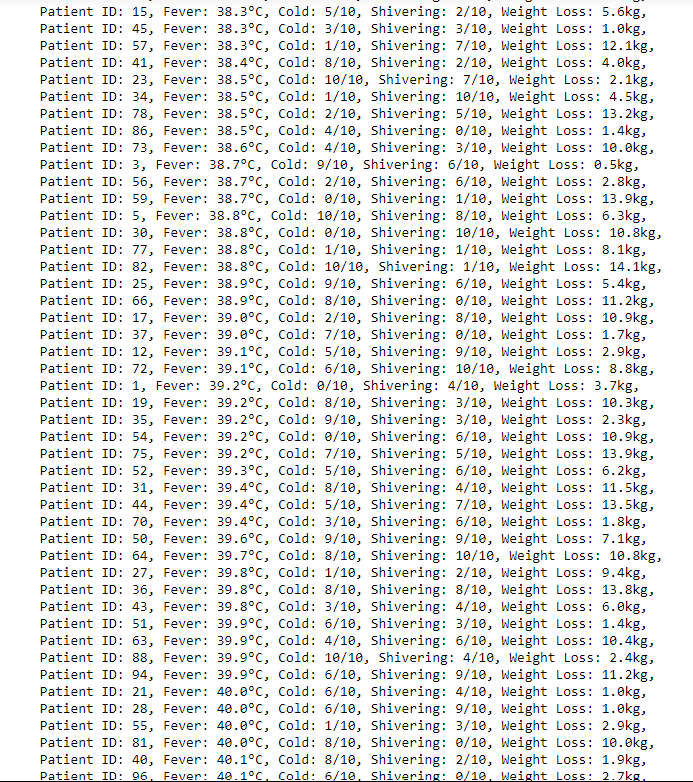 Patient ID: 15, Fever: 38.3°C, Cold: 5/10, Shivering: 2/10, Weight Loss: 5.6kg,
Patient ID: 45, Fever: 38.3°C, Cold: 3/10, Shivering: 3/10, Weight Loss: 1.0kg,
Patient ID: 57, Fever: 38.3°C, Cold: 1/10, Shivering: 7/10, Weight Loss: 12.1kg,
Patient ID: 41, Fever: 38.4°C, Cold: 8/10, Shivering: 2/10, Weight Loss: 4.0kg,
Patient ID: 23, Fever: 38.5°C, Cold: 10/10, Shivering: 7/10, Weight Loss: 2.1kg,
Patient ID: 34, Fever: 38.5°C, Cold: 1/10, Shivering: 10/10, Weight Loss: 4.5kg,
Patient ID: 78, Fever: 38.5°C, Cold: 2/10, Shivering: 5/10, Weight Loss: 13.2kg,
Patient ID: 86, Fever: 38.5°C, Cold: 4/10, Shivering: 0/10, Weight Loss: 1.4kg,
Patient ID: 73, Fever: 38.6°C, Cold: 4/10, Shivering: 3/10, Weight Loss: 10.0kg,
Patient ID: 3, Fever: 38.7°C, Cold: 9/10, Shivering: 6/10, Weight Loss: 0.5kg,
Patient ID: 56, Fever: 38.7°C, Cold: 2/10, Shivering: 6/10, Weight Loss: 2.8kg,
Patient ID: 59, Fever: 38.7°C, Cold: 0/10, Shivering: 1/10, Weight Loss: 13.9kg,
Patient ID: 5, Fever: 38.8°C, Cold: 10/10, Shivering: 8/10, Weight Loss: 6.3kg,
Patient ID: 30, Fever: 38.8°C, Cold: 0/10, Shivering: 10/10, Weight Loss: 10.8kg,
Patient ID: 77, Fever: 38.8°C, Cold: 1/10, Shivering: 1/10, Weight Loss: 8.1kg,
Patient ID: 82, Fever: 38.8°C, Cold: 10/10, Shivering: 1/10, Weight Loss: 14.1kg,
Patient ID: 25, Fever: 38.9°C, Cold: 9/10, Shivering: 6/10, Weight Loss: 5.4kg,
Patient ID: 66, Fever: 38.9°C, Cold: 8/10, Shivering: 0/10, Weight Loss: 11.2kg,
Patient ID: 17, Fever: 39.0°C, Cold: 2/10, Shivering: 8/10, Weight Loss: 10.9kg,
Patient ID: 37, Fever: 39.0°C, Cold: 7/10, Shivering: 0/10, Weight Loss: 1.7kg,
Patient ID: 12, Fever: 39.1°C, Cold: 5/10, Shivering: 9/10, Weight Loss: 2.9kg,
Patient ID: 72, Fever: 39.1°C, Cold: 6/10, Shivering: 10/10, Weight Loss: 8.8kg,
Patient ID: 1, Fever: 39.2°C, Cold: 0/10, Shivering: 4/10, Weight Loss: 3.7kg,
Patient ID: 19, Fever: 39.2°C, Cold: 8/10, Shivering: 3/10, Weight Loss: 10.3kg,
Patient ID: 35, Fever: 39.2°C, Cold: 9/10, Shivering: 3/10, Weight Loss: 2.3kg,
Patient ID: 54, Fever: 39.2°C, Cold: 0/10, Shivering: 6/10, Weight Loss: 10.9kg,
Patient ID: 75, Fever: 39.2°C, Cold: 7/10, Shivering: 5/10, Weight Loss: 13.9kg,
Patient ID: 52, Fever: 39.3°C, Cold: 5/10, Shivering: 6/10, Weight Loss: 6.2kg,
Patient ID: 31, Fever: 39.4°C, Cold: 8/10, Shivering: 4/10, Weight Loss: 11.5kg,
Patient ID: 44, Fever: 39.4°C, Cold: 5/10, Shivering: 7/10, Weight Loss: 13.5kg,
Patient ID: 70, Fever: 39.4°C, Cold: 3/10, Shivering: 6/10, Weight Loss: 1.8kg,
Patient ID: 50, Fever: 39.6°C, Cold: 9/10, Shivering: 9/10, Weight Loss: 7.1kg,
Patient ID: 64, Fever: 39.7°C, Cold: 8/10, Shivering: 10/10, Weight Loss: 10.8kg,
Patient ID: 27, Fever: 39.8°C, Cold: 1/10, Shivering: 2/10, Weight Loss: 9.4kg,
Patient ID: 36, Fever: 39.8°C, Cold: 8/10, Shivering: 8/10, Weight Loss: 13.8kg,
Patient ID: 43, Fever: 39.8°C, Cold: 3/10, Shivering: 4/10, Weight Loss: 6.0kg,
Patient ID: 51, Fever: 39.9°C, Cold: 6/10, Shivering: 3/10, Weight Loss: 1.4kg,
Patient ID: 63, Fever: 39.9°C, Cold: 4/10, Shivering: 6/10, Weight Loss: 10.4kg,
Patient ID: 88, Fever: 39.9°C, Cold: 10/10, Shivering: 4/10, Weight Loss: 2.4kg,
Patient ID: 94, Fever: 39.9°C, Cold: 6/10, Shivering: 9/10, Weight Loss: 11.2kg,
Patient ID: 21, Fever: 40.0°C, Cold: 6/10, Shivering: 4/10, Weight Loss: 1.0kg,
Patient ID: 28, Fever: 40.0°C, Cold: 6/10, Shivering: 9/10, Weight Loss: 1.0kg,
Patient ID: 55, Fever: 40.0°C, Cold: 1/10, Shivering: 3/10, Weight Loss: 2.9kg,
Patient ID: 81, Fever: 40.0°C, Cold: 8/10, Shivering: 0/10, Weight Loss: 10.0kg,
Patient ID: 40, Fever: 40.1°C, Cold: 8/10, Shivering: 2/10, Weight Loss: 1.9kg,
Patient ID: 96, Fever: 40.1°C, Cold: 6/10, Shivering: 0/10, Weight Loss: 2.7kg,